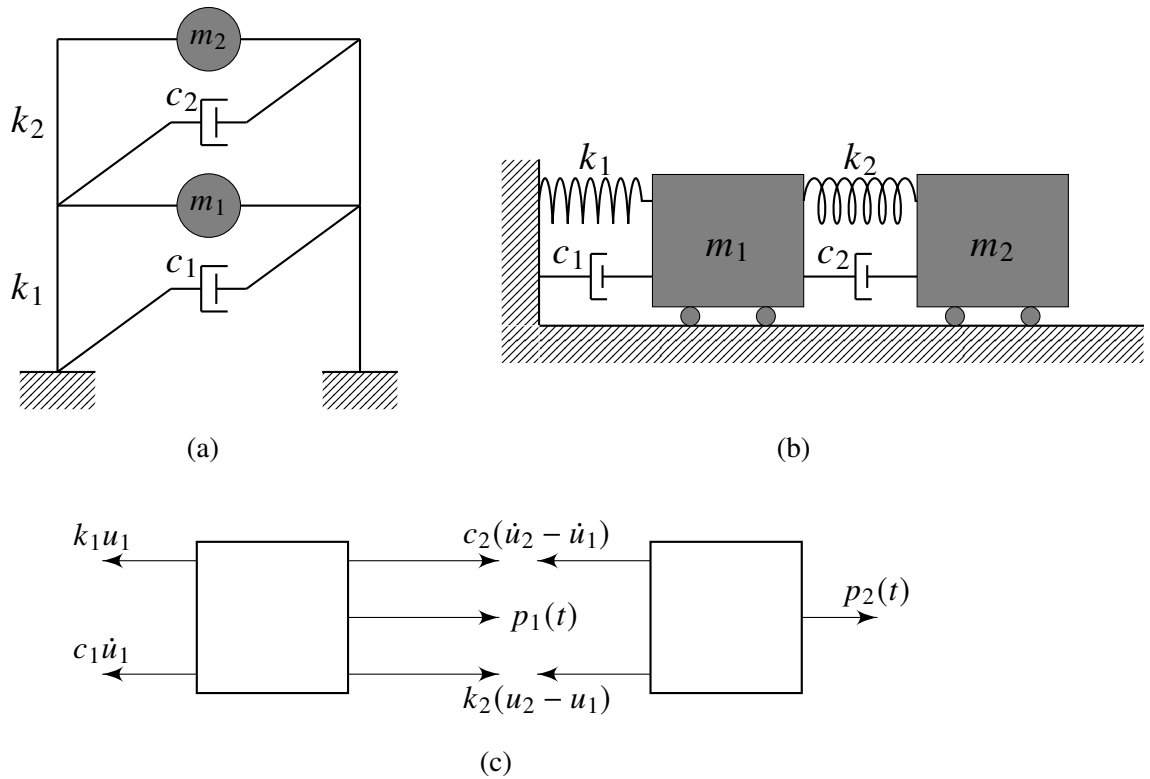 m₂
c₂
k₂
m₁
c₁
k₁
(a)
k₁
k₂
c₁
m₁
c₂
m₂
(b)
k₁u₁
c₂(u̇₂ − u̇₁)
p₁(t)
p₂(t)
c₁u̇₁
k₂(u₂ − u₁)
(c)